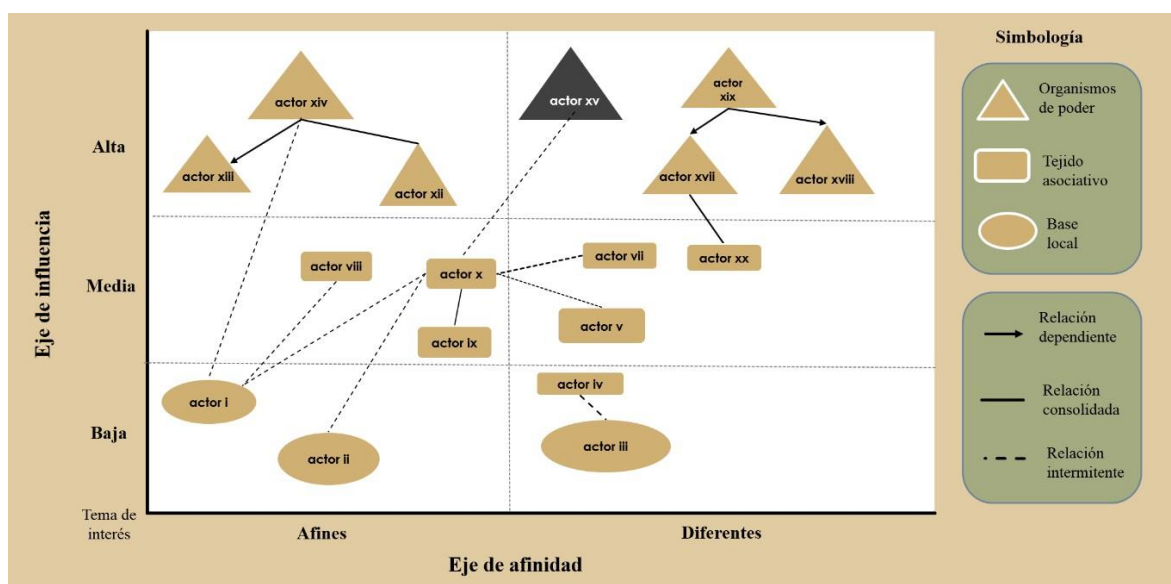 Simbología
Organismos
de poder
Tejido
asociativo
Base
local
Relación
dependiente
Relación
consolidada
Relación
intermitente
Eje de influencia
Alta
Media
Baja
Tema de
interés
Afines
Diferentes
Eje de afinidad
actor xiv
actor xv
actor
xix
actor xiii
actor xii
actor xvii
actor xviii
actor viii
actor x
actor vii
actor xx
actor ix
actor v
actor i
actor iv
actor ii
actor iii